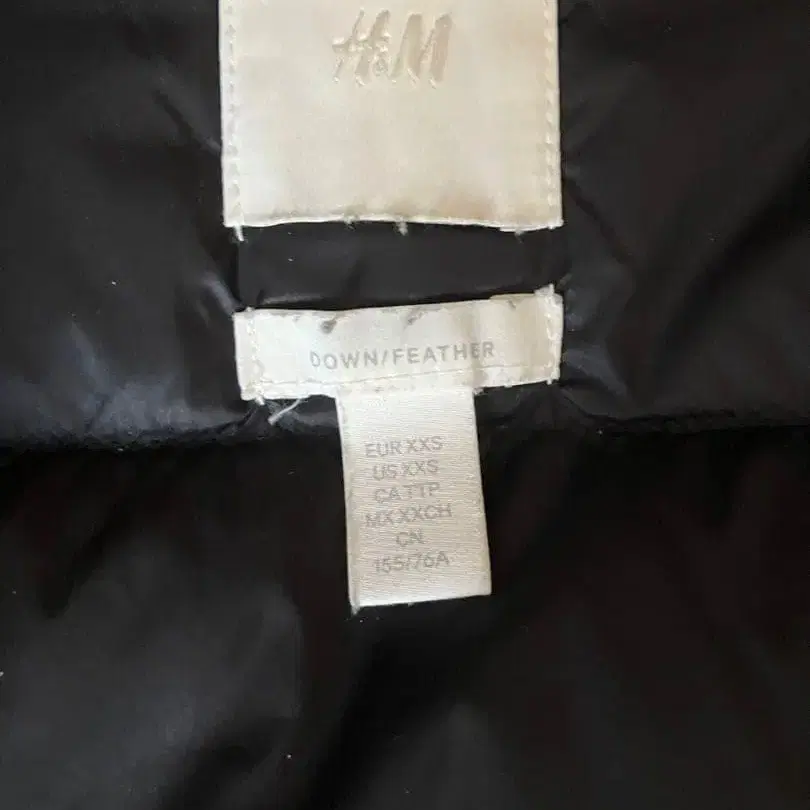 H&M
DOWN/FEATHER
EUR XXS
US XXS
CA TTP
MX XXCH
CN
155/76A